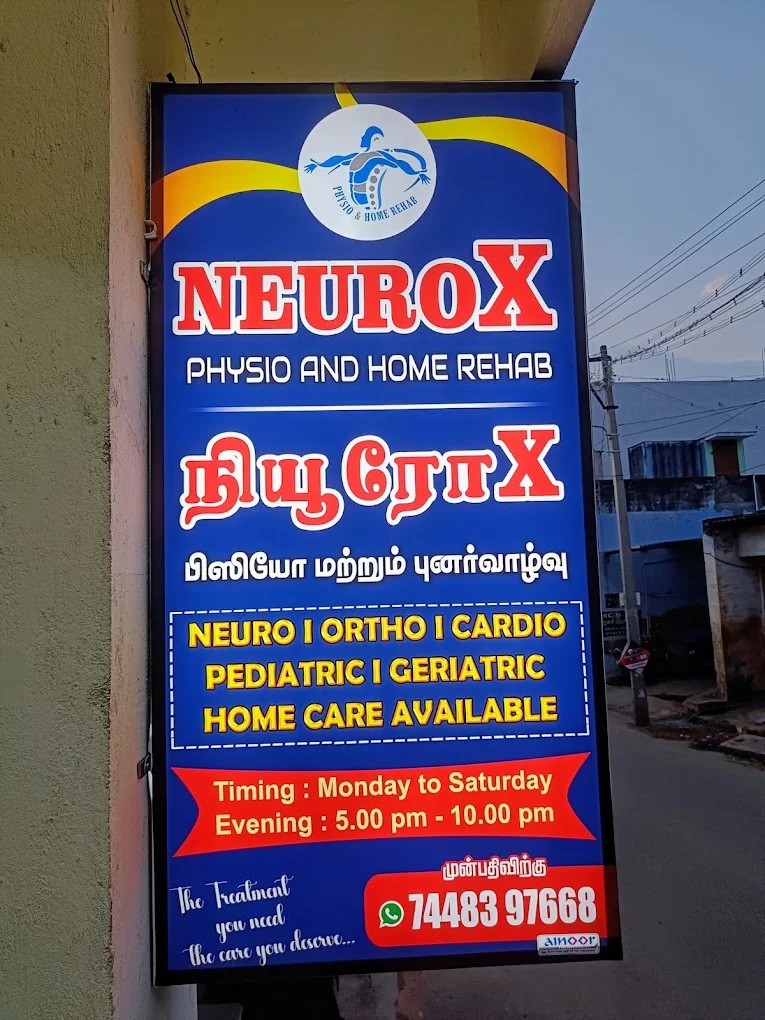 PHYSIO & HOME REHAB
NEUROX
PHYSIO AND HOME REHAB
நியூரோX
பிஸியோ மற்றும் புனர்வாழ்வு
NEURO I ORTHO I CARDIO
PEDIATRIC I GERIATRIC
HOME CARE AVAILABLE
Timing : Monday to Saturday
Evening : 5.00 pm - 10.00 pm
The Treatment
you need
the care you deserve...
முன்பதிவிற்கு
74483 97668
amoor